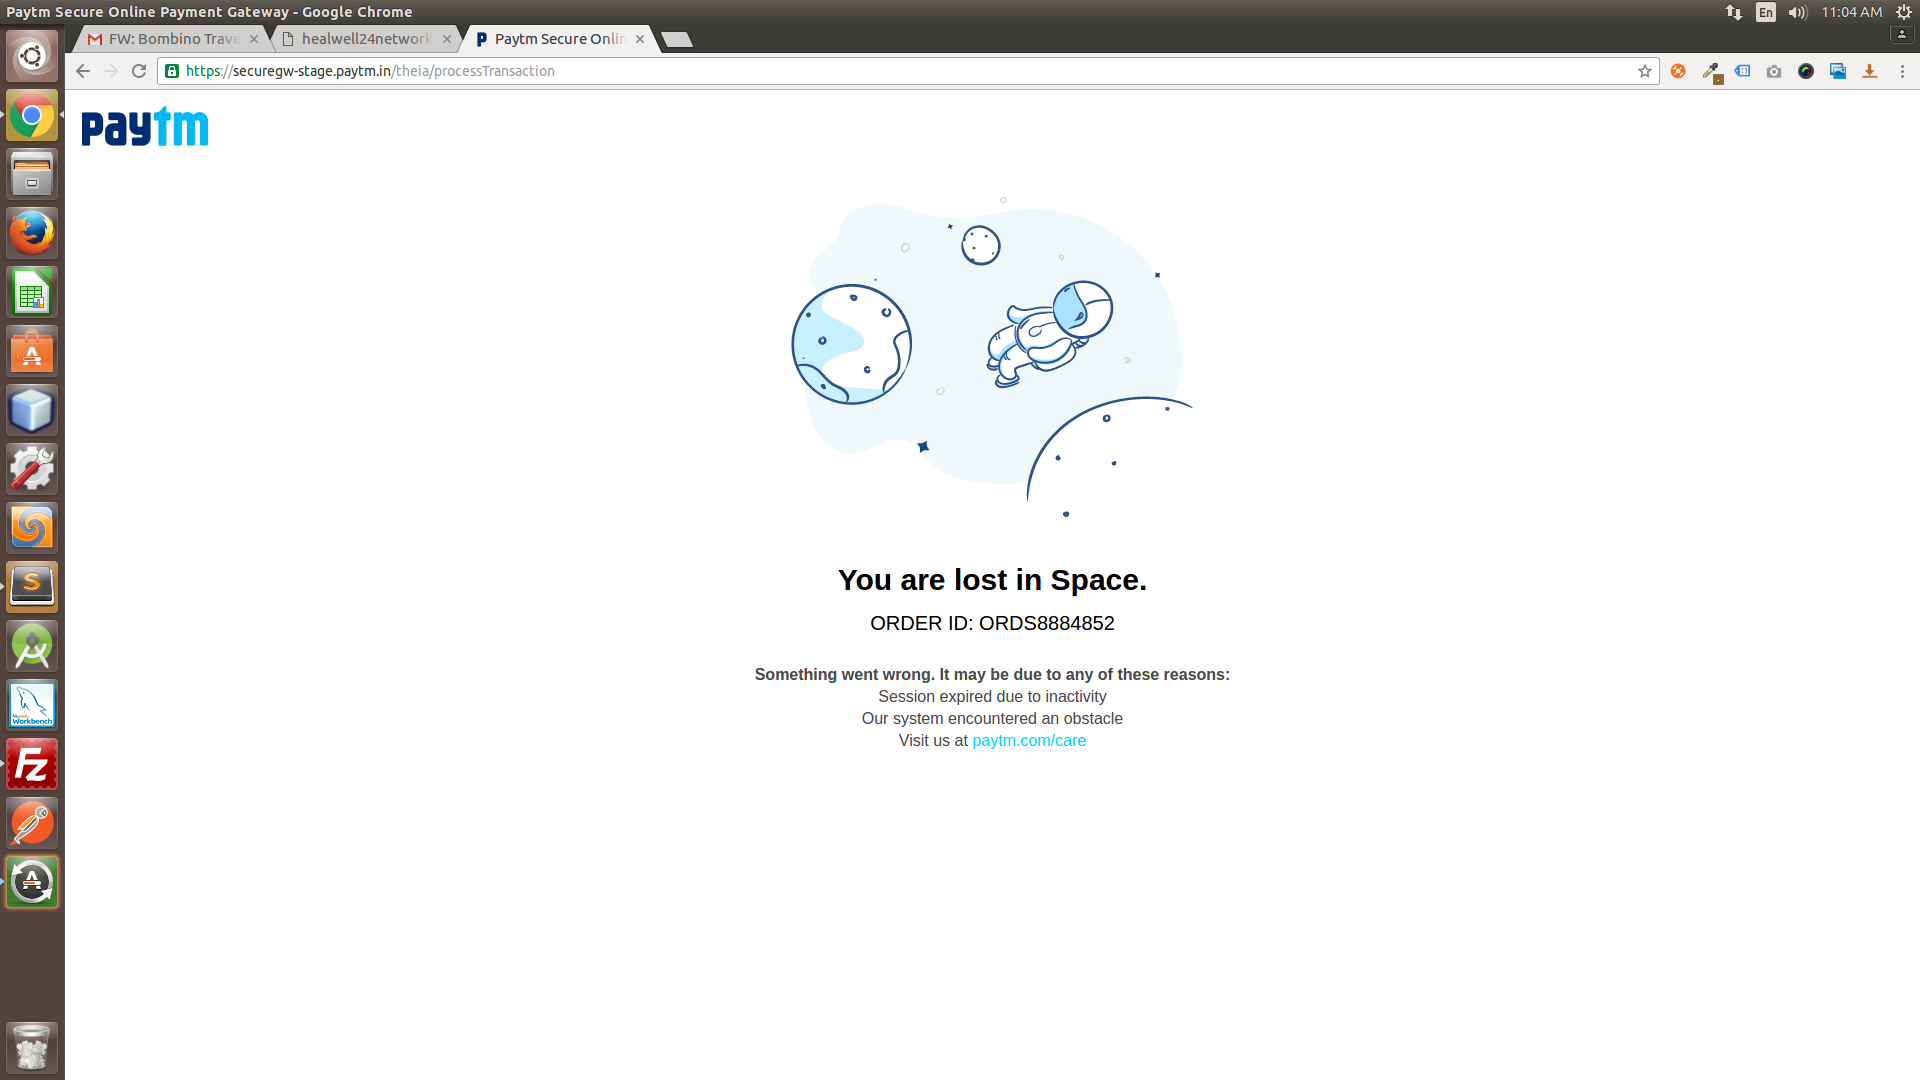 Paytm Secure Online Payment Gateway - Google Chrome
En
11:04 AM
FW: Bombino Trave
healwell24network
Paytm Secure Onlin
https://securegw-stage.paytm.in/theia/processTransaction
paytm
You are lost in Space.
ORDER ID: ORDS8884852
Something went wrong. It may be due to any of these reasons:
Session expired due to inactivity
Our system encountered an obstacle
Visit us at paytm.com/care
Workbench
Fz